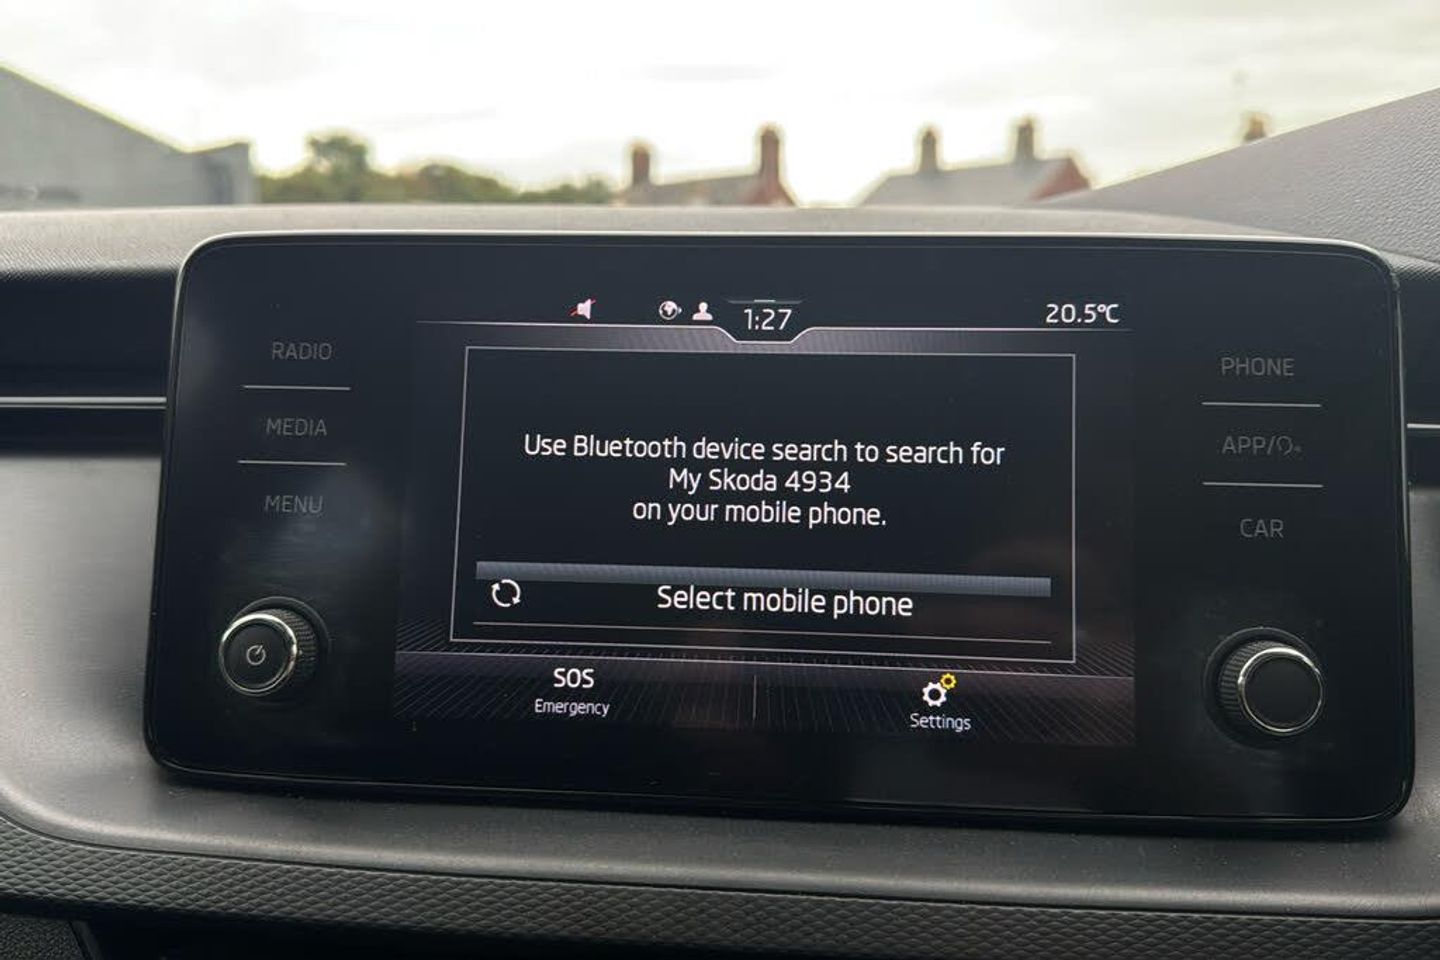 1:27
20.5°C
RADIO
MEDIA
MENU
Use Bluetooth device search to search for
My Skoda 4934
on your mobile phone.
Select mobile phone
SOS
Emergency
Settings
PHONE
APP/
CAR